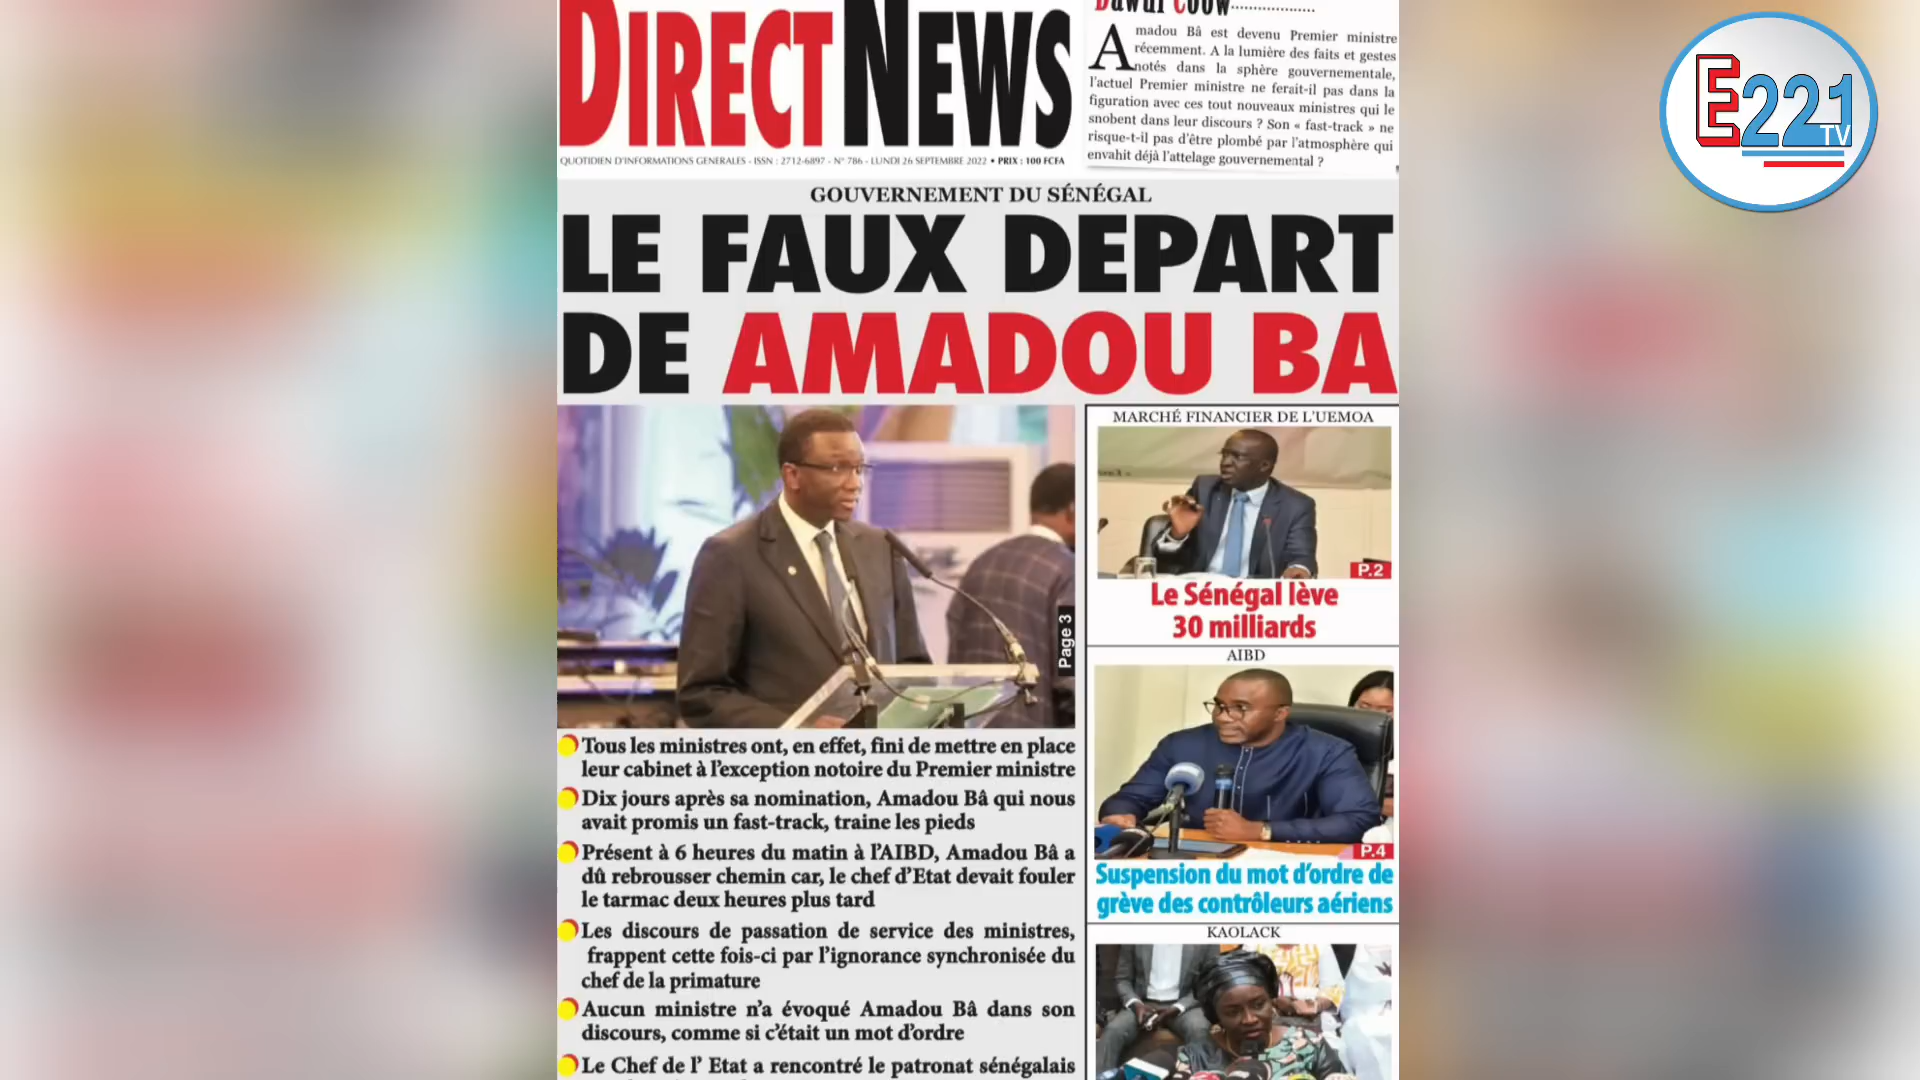 DIRECT NEWS
QUOTIDIEN D'INFORMATIONS GENERALES - ISSN : 2712-6897 - N° 786 - LUNDI 26 SEPTEMBRE 2022 • PRIX : 100 FCFA
Amadou Bâ est devenu Premier ministre
récemment. A la lumière des faits et gestes
notés dans la sphère gouvernementale,
l'actuel Premier ministre ne ferait-il pas dans la
figuration avec ces tout nouveaux ministres qui le
snobent dans leur discours ? Son « fast-track » ne
risque-t-il pas d'être plombé par l'atmosphère qui
envahit déjà l'attelage gouvernemental ?
E221
TV
GOUVERNEMENT DU SÉNÉGAL
LE FAUX DEPART
DE AMADOU BA
Page 3
Tous les ministres ont, en effet, fini de mettre en place
leur cabinet à l'exception notoire du Premier ministre
Dix jours après sa nomination, Amadou Bâ qui nous
avait promis un fast-track, traine les pieds
Présent à 6 heures du matin à l'AIBD, Amadou Bâ a
dû rebrousser chemin car, le chef d'Etat devait fouler
le tarmac deux heures plus tard
Les discours de passation de service des ministres,
frappent cette fois-ci par l'ignorance synchronisée du
chef de la primature
Aucun ministre n'a évoqué Amadou Bâ dans son
discours, comme si c'était un mot d'ordre
Le Chef de l' Etat a rencontré le patronat sénégalais
MARCHÉ FINANCIER DE L'UEMOA
P.2
Le Sénégal lève
30 milliards
AIBD
P.4
Suspension du mot d'ordre de
grève des contrôleurs aériens
KAOLACK